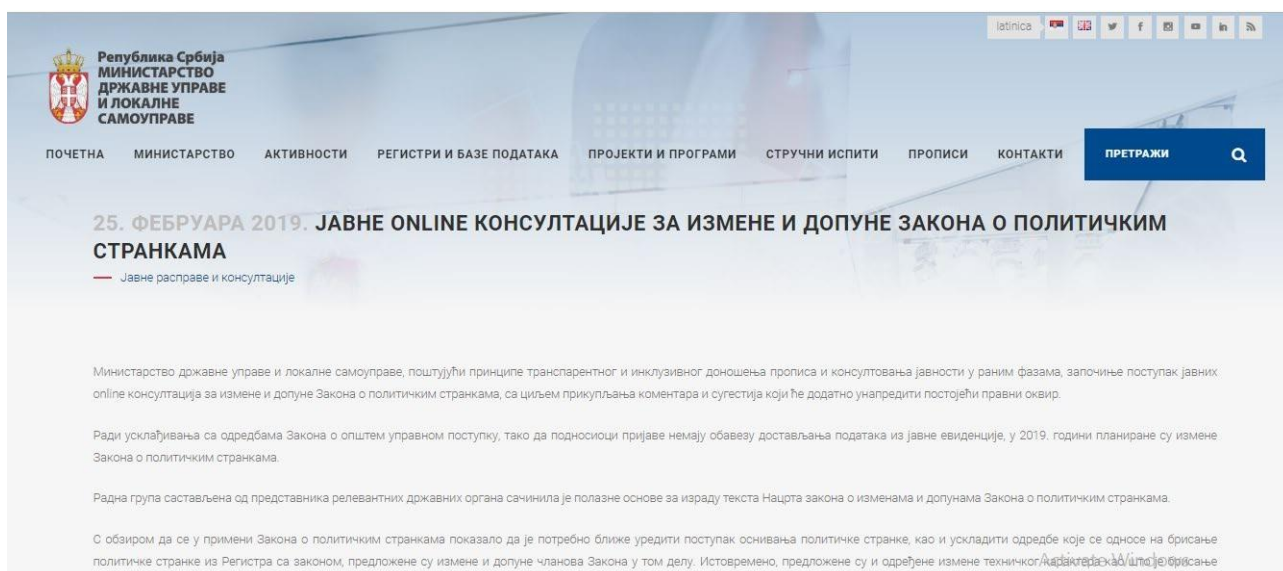 latinica
Република Србија
МИНИСТАРСТВО
ДРЖАВНЕ УПРАВЕ
И ЛОКАЛНЕ
САМОУПРАВЕ
ПОЧЕТНА МИНИСТАРСТВО АКТИВНОСТИ РЕГИСТРИ И БАЗЕ ПОДАТАКА ПРОЈЕКТИ И ПРОГРАМИ СТРУЧНИ ИСПИТИ ПРОПИСИ КОНТАКТИ ПРЕТРАЖИ
25. ФЕБРУАРА 2019. ЈАВНЕ ONLINE КОНСУЛТАЦИЈЕ ЗА ИЗМЕНЕ И ДОПУНЕ ЗАКОНА О ПОЛИТИЧКИМ
СТРАНКАМА
Јавне расправе и консултације
Министарство државне управе и локалне самоуправе, поштујући принципе транспарентног и инклузивног доношења прописа и консултовања јавности у раним фазама, започиње поступак јавних
online консултација за измене и допуне Закона о политичким странкама, са циљем прикупљања коментара и сугестија који ће додатно унапредити постојећи правни оквир.
Ради усклађивања са одредбама Закона о општем управном поступку, тако да подносиоци пријаве немају обавезу достављања података из јавне евиденције, у 2019. години планиране су измене
Закона о политичким странкама.
Радна група састављена од представника релевантних државних органа сачинила је полазне основе за израду текста Нацрта закона о изменама и допунама Закона о политичким странкама.
С обзиром да се у примени Закона о политичким странкама показало да је потребно ближе уредити поступак оснивања политичке странке, као и ускладити одредбе које се односе на брисање
политичке странке из Регистра са законом, предложене су измене и допуне чланова Закона у том делу. Истовремено, предложене су и одређене измене техничког карактера као што је брисање
Activate Windows